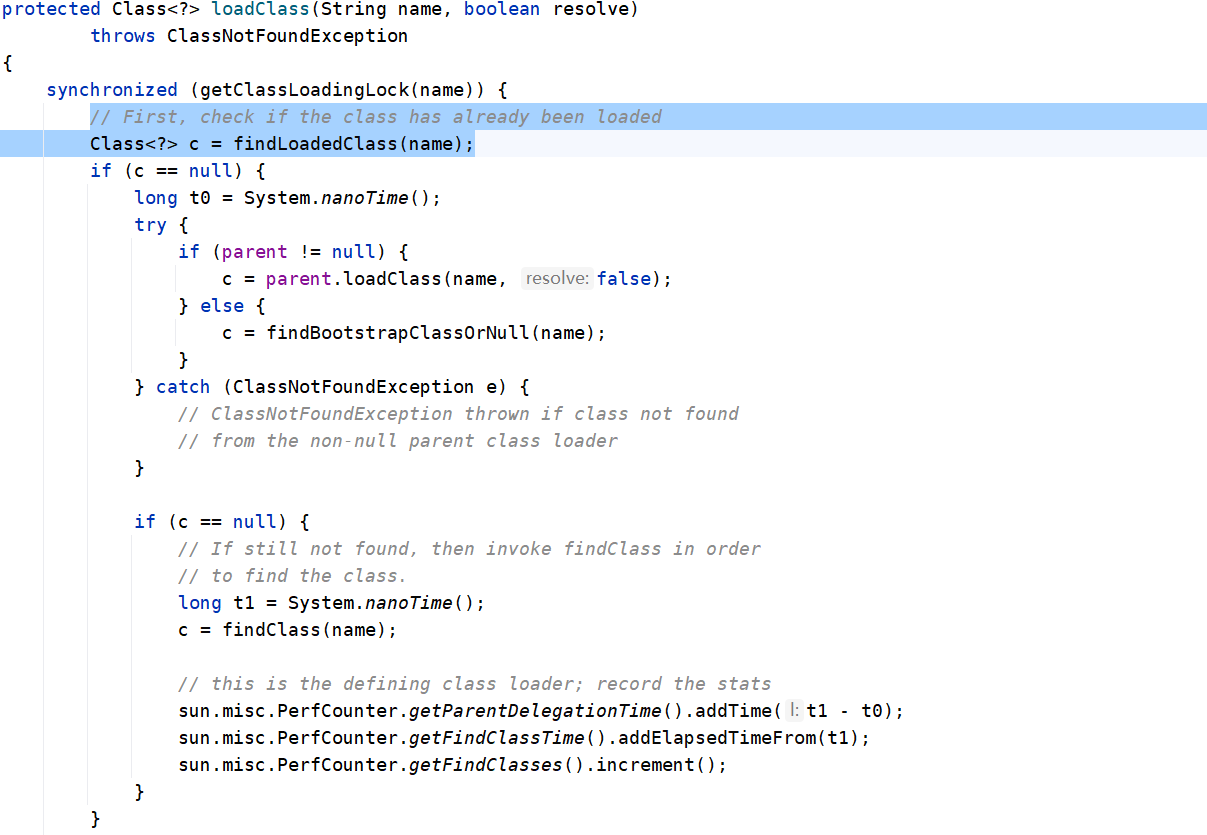 protected Class<?> loadClass(String name, boolean resolve)
        throws ClassNotFoundException
{
    synchronized (getClassLoadingLock(name)) {
        // First, check if the class has already been loaded
        Class<?> c = findLoadedClass(name);
        if (c == null) {
            long t0 = System.nanoTime();
            try {
                if (parent != null) {
                    c = parent.loadClass(name, resolve: false);
                } else {
                    c = findBootstrapClassOrNull(name);
                }
            } catch (ClassNotFoundException e) {
                // ClassNotFoundException thrown if class not found
                // from the non-null parent class loader
            }

            if (c == null) {
                // If still not found, then invoke findClass in order
                // to find the class.
                long t1 = System.nanoTime();
                c = findClass(name);

                // this is the defining class loader; record the stats
                sun.misc.PerfCounter.getParentDelegationTime().addTime( l: t1 - t0);
                sun.misc.PerfCounter.getFindClassTime().addElapsedTimeFrom(t1);
                sun.misc.PerfCounter.getFindClasses().increment();
            }
        }